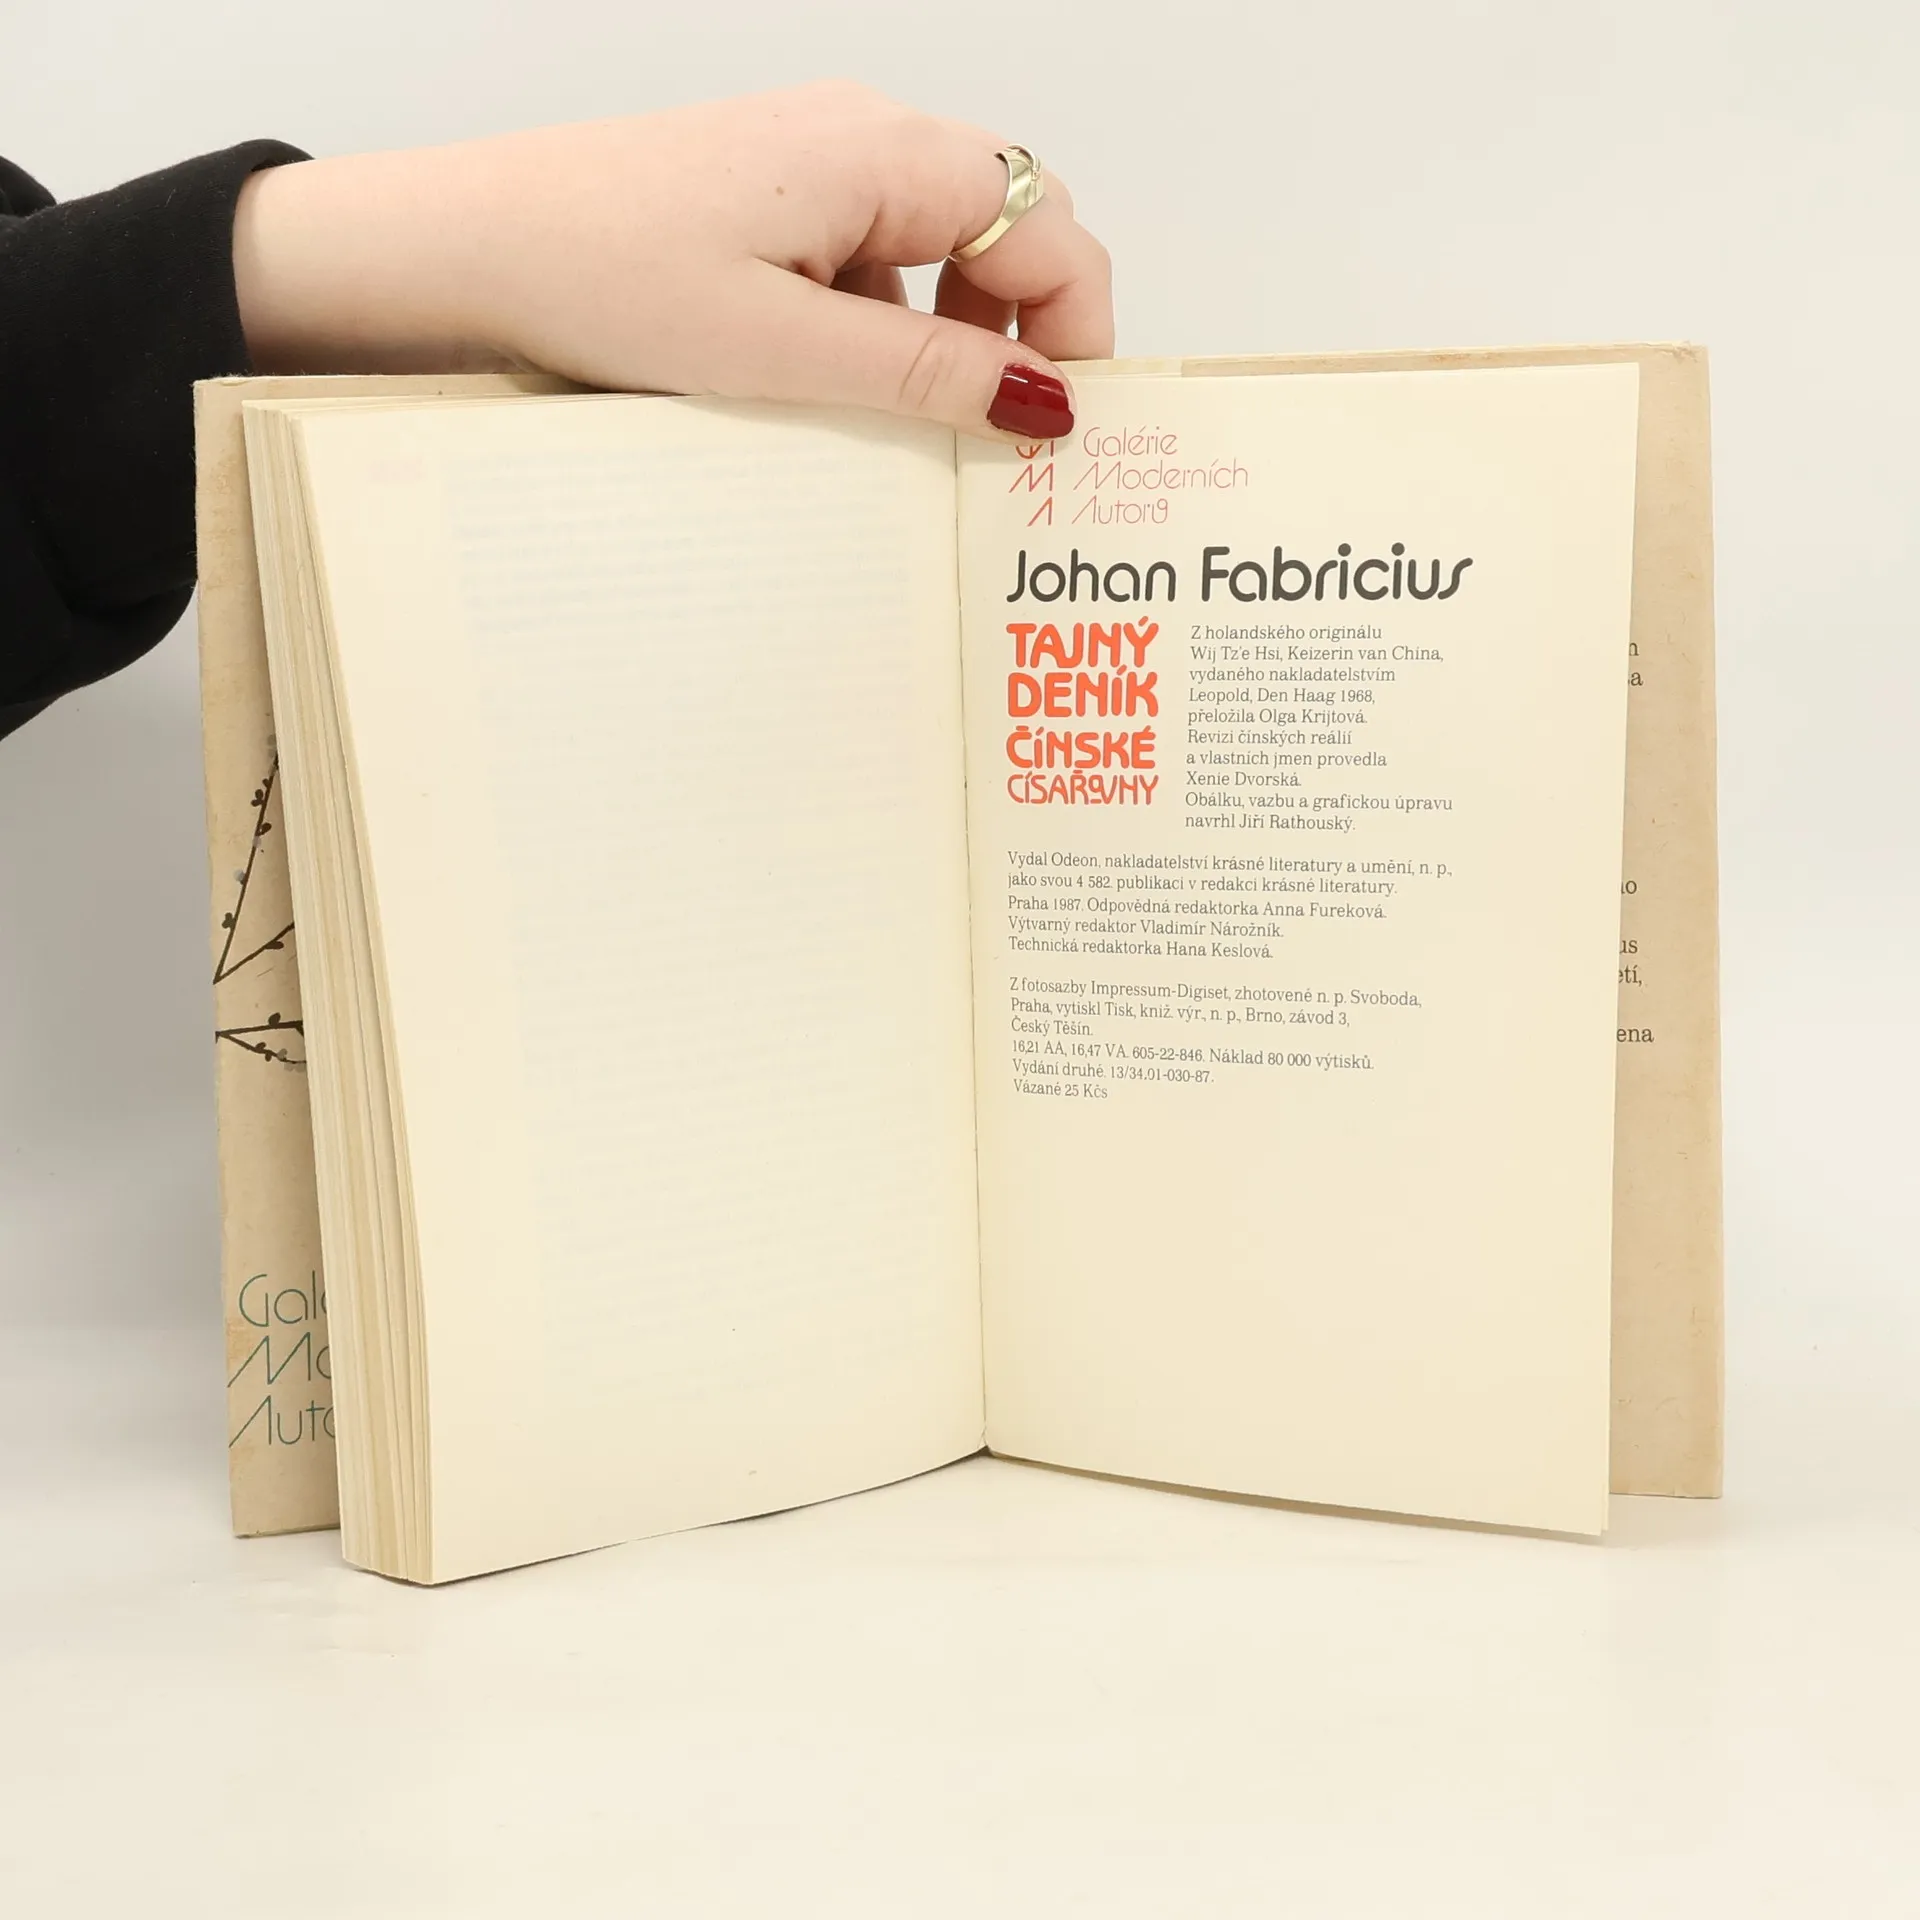 Galérie
M Moderních
A Autorů
Johan Fabricius
TAJNÝ
DENÍK
ČÍNSKÉ
CÍSAŘOVNY
Z holandského originálu
Wij Tz'e Hsi, Keizerin van China,
vydaného nakladatelstvím
Leopold, Den Haag 1968,
přeložila Olga Krijtová.
Revizi čínských reálií
a vlastních jmen provedla
Xenie Dvorská.
Obálku, vazbu a grafickou úpravu
navrhl Jiří Rathouský.
Vydal Odeon, nakladatelství krásné literatury a umění, n. p.,
jako svou 4 582. publikaci v redakci krásné literatury.
Praha 1987. Odpovědná redaktorka Anna Fureková.
Výtvarný redaktor Vladimír Nárožník.
Technická redaktorka Hana Keslová.
Z fotosazby Impressum-Digiset, zhotovené n. p. Svoboda,
Praha, vytiskl Tisk, kniž. výr., n. p., Brno, závod 3,
Český Těšín.
16,21 AA, 16,47 VA. 605-22-846. Náklad 80 000 výtisků.
Vydání druhé. 13/34.01-030-87.
Vázané 25 Kčs
Gal
Mo
Auto